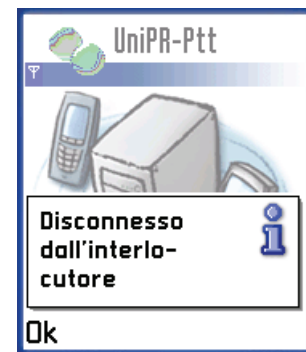 UniPR-Ptt
Disconnesso
dall'interlo-
cutore
Ok